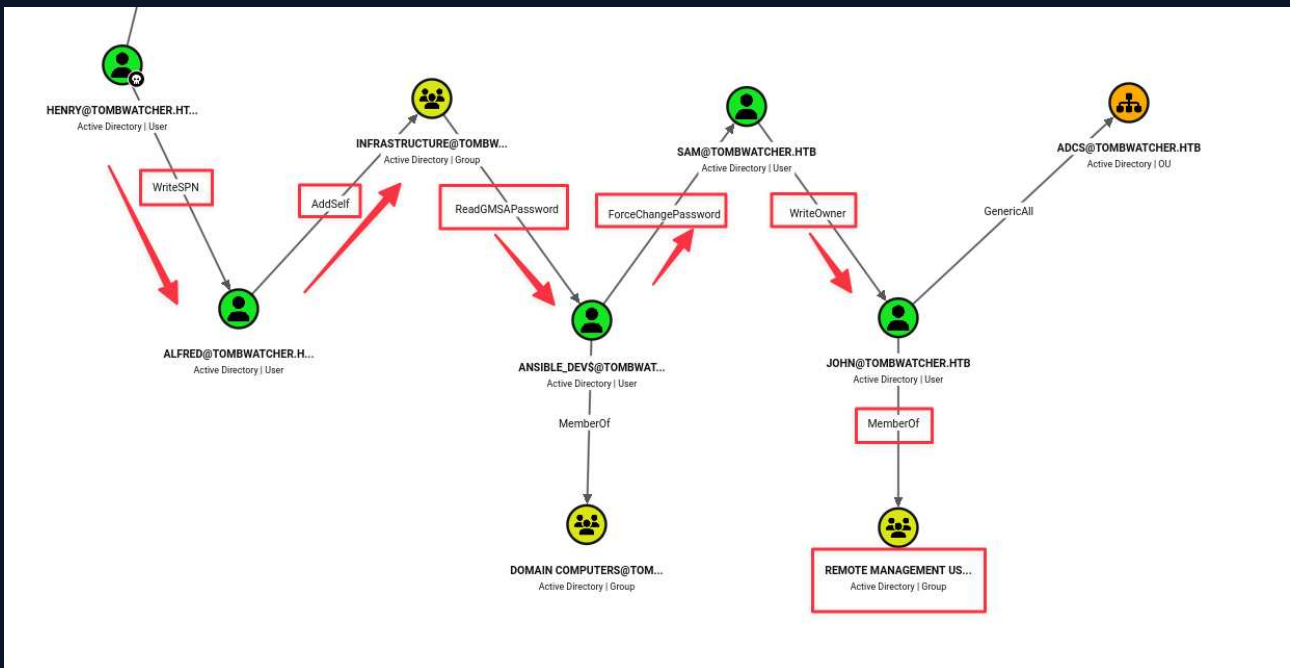 HENRY@TOMBWATCHER.HT...
Active Directory | User
WriteSPN
ALFRED@TOMBWATCHER.H...
Active Directory | User
AddSelf
INFRASTRUCTURE@TOMBW...
Active Directory | Group
ReadGMSAPassword
ANSIBLE_DEV$@TOMBWAT...
Active Directory | User
MemberOf
DOMAIN COMPUTERS@TOM...
Active Directory | Group
ForceChangePassword
SAM@TOMBWATCHER.HTB
Active Directory | User
WriteOwner
JOHN@TOMBWATCHER.HTB
Active Directory | User
MemberOf
REMOTE MANAGEMENT US...
Active Directory | Group
GenericAll
ADCS@TOMBWATCHER.HTB
Active Directory | OU